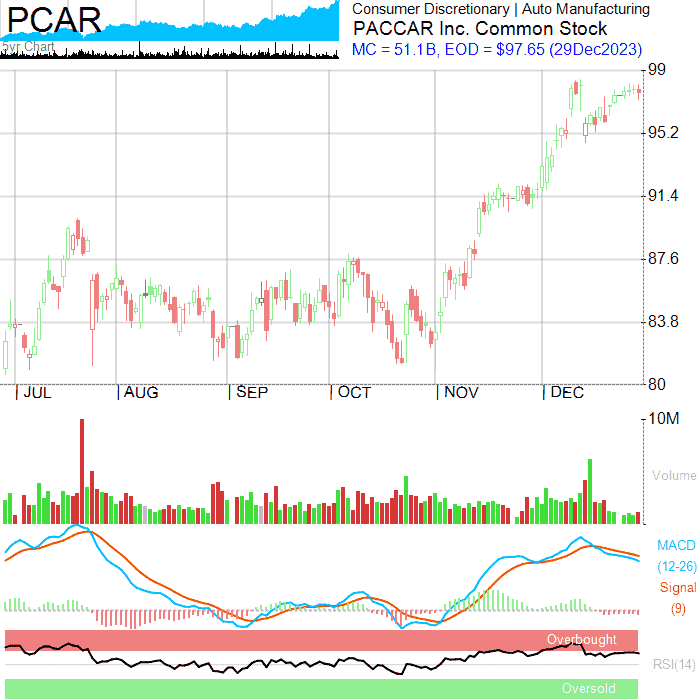 PCAR
5yr Chart
Consumer Discretionary | Auto Manufacturing
PACCAR Inc. Common Stock
MC = 51.1B, EOD = $97.65 (29Dec2023)
99
95.2
91.4
87.6
83.8
80
JUL AUG SEP OCT NOV DEC
10M
Volume
MACD
(12-26)
Signal
(9)
Overbought
RSI(14)
Oversold